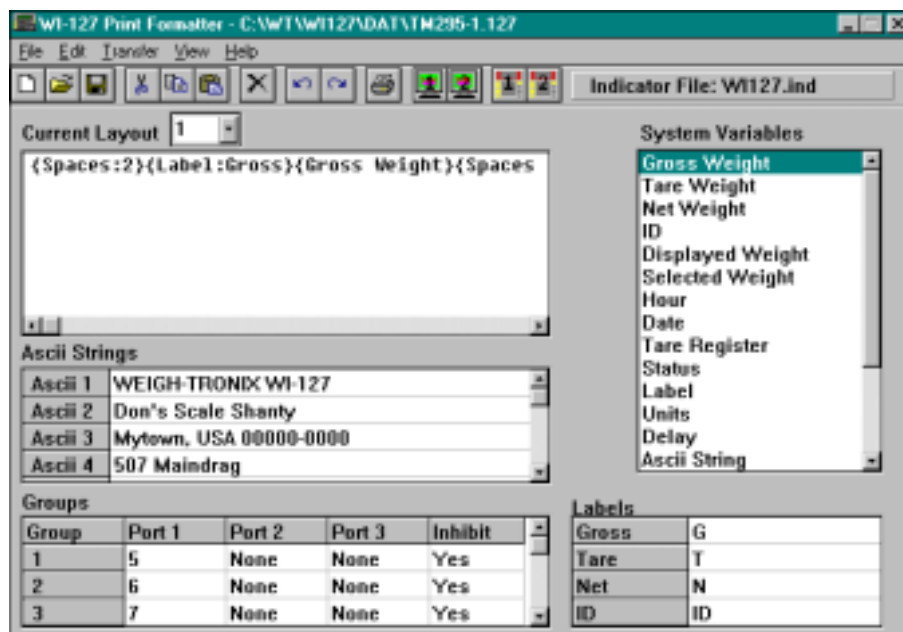 WI-127 Print Formatter - C:\WT\WI127\DAT\TM295-1.127
File Edit Transfer View Help
1 2 1 2 Indicator File: WI127.ind
Current Layout 1
{Spaces:2}{Label:Gross}{Gross Weight}{Spaces
System Variables
Gross Weight
Tare Weight
Net Weight
ID
Displayed Weight
Selected Weight
Hour
Date
Tare Register
Status
Label
Units
Delay
Ascii String
Ascii Strings
Ascii 1 WEIGH-TRONIX WI-127
Ascii 2 Don's Scale Shanty
Ascii 3 Mytown, USA 00000-0000
Ascii 4 507 Maindrag
Groups
Group Port 1 Port 2 Port 3 Inhibit
1 5 None None Yes
2 6 None None Yes
3 7 None None Yes
Labels
Gross G
Tare T
Net N
ID ID